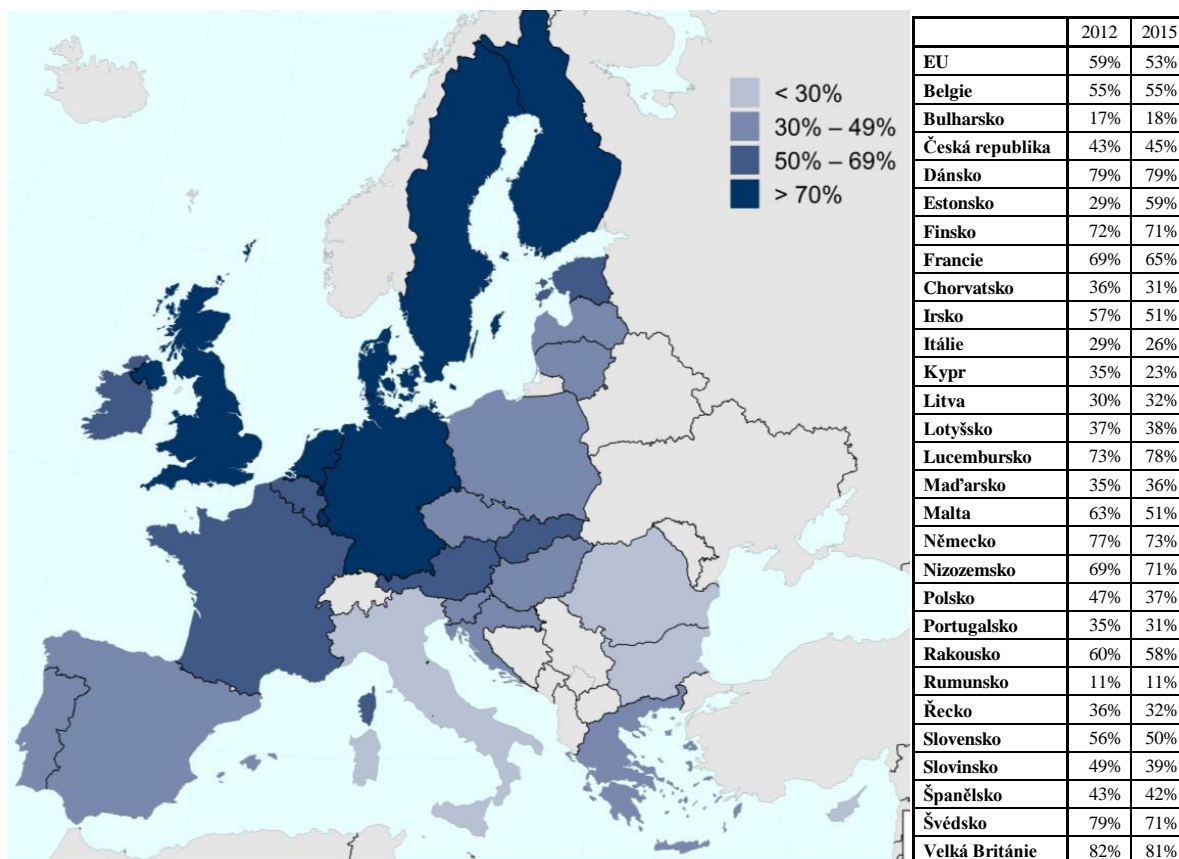 < 30%
30% – 49%
50% – 69%
> 70%
2012 2015
EU 59% 53%
Belgie 55% 55%
Bulharsko 17% 18%
Česká republika 43% 45%
Dánsko 79% 79%
Estonsko 29% 59%
Finsko 72% 71%
Francie 69% 65%
Chorvatsko 36% 31%
Irsko 57% 51%
Itálie 29% 26%
Kypr 35% 23%
Litva 30% 32%
Lotyšsko 37% 38%
Lucembursko 73% 78%
Maďarsko 35% 36%
Malta 63% 51%
Německo 77% 73%
Nizozemsko 69% 71%
Polsko 47% 37%
Portugalsko 35% 31%
Rakousko 60% 58%
Rumunsko 11% 11%
Řecko 36% 32%
Slovensko 56% 50%
Slovinsko 49% 39%
Španělsko 43% 42%
Švédsko 79% 71%
Velká Británie 82% 81%